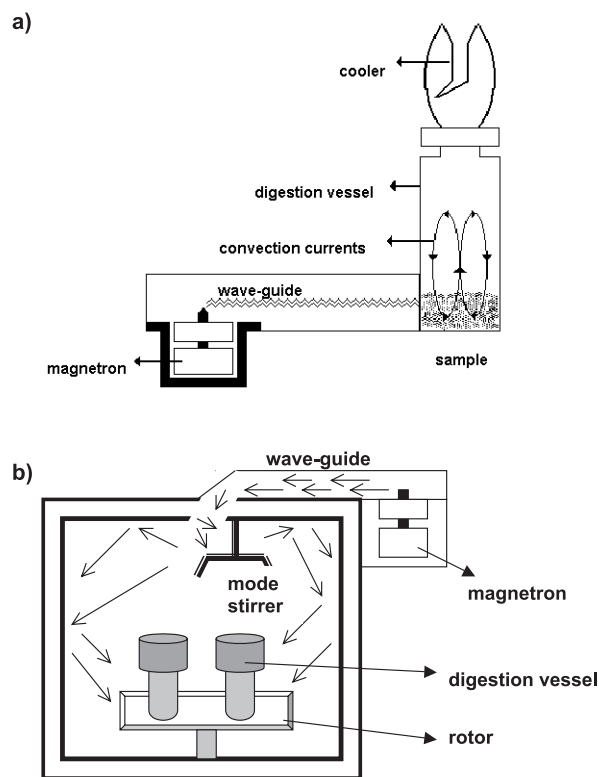 a)
cooler
digestion vessel
convection currents
wave-guide
magnetron
sample
b)
wave-guide
mode
stirrer
magnetron
digestion vessel
rotor